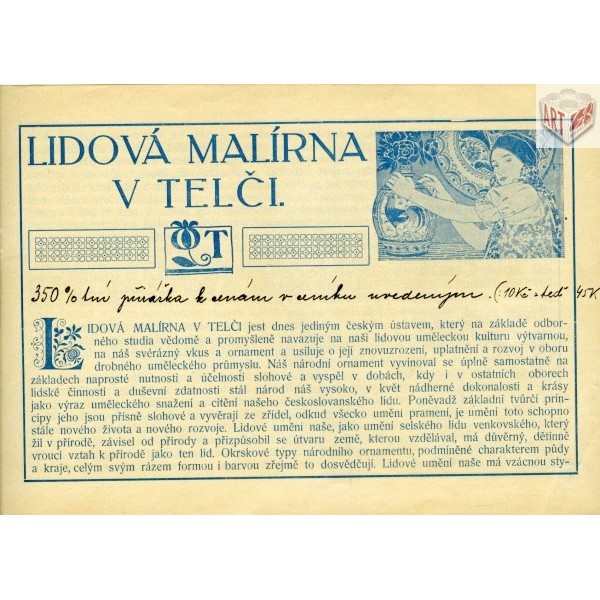 ART
LIDOVÁ MALÍRNA
V TELČI.
T
350 %tní přirážka k cenám v ceníku uvedeným. (:10Kč = teď 45K
LIDOVÁ MALÍRNA V TELČI jest dnes jediným českým ústavem, který na základě odbor-
ného studia vědomě a promyšleně navazuje na naši lidovou uměleckou kulturu výtvarnou,
na náš svérázný vkus a ornament a usiluje o její znovuzrození, uplatnění a rozvoj v oboru
drobného uměleckého průmyslu. Náš národní ornament vyvinoval se úplně samostatně na
základech naprosté nutnosti a účelnosti slohové a vyspěl v dobách, kdy i v ostatních oborech
lidské činnosti a duševní zdatnosti stál národ náš vysoko, v květ nádherné dokonalosti a krásy
jako výraz uměleckého snažení a cítění našeho československého lidu. Poněvadž základní tvůrčí prin-
cipy jeho jsou přísně slohové a vyvěrají ze zřídel, odkud všecko umění pramení, je umění toto schopno
stále nového života a nového rozvoje. Lidové umění naše, jako umění selského lidu venkovského, který
žil v přírodě, závisel od přírody a přizpůsobil se útvaru země, kterou vzdělával, má důvěrný, dětinně
vroucí vztah k přírodě jako ten lid. Okrskové typy národního ornamentu, podmíněné charakterem půdy
a kraje, celým svým rázem formou i barvou zřejmě to dosvědčují. Lidové umění naše má vzácnou sty-